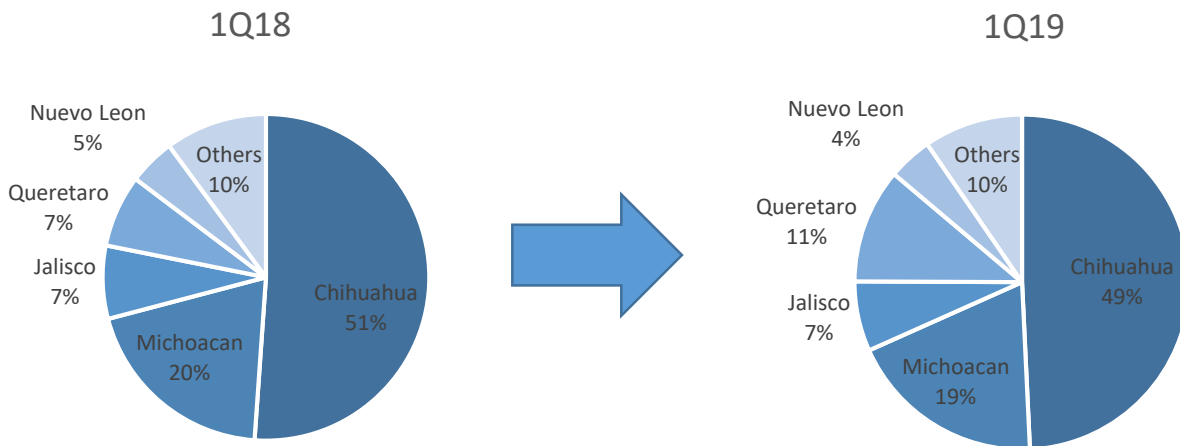 1Q18
Nuevo Leon
5%
Others
10%
Queretaro
7%
Jalisco
7%
Chihuahua
51%
Michoacan
20%
1Q19
Nuevo Leon
4%
Others
10%
Queretaro
11%
Chihuahua
49%
Jalisco
7%
Michoacan
19%